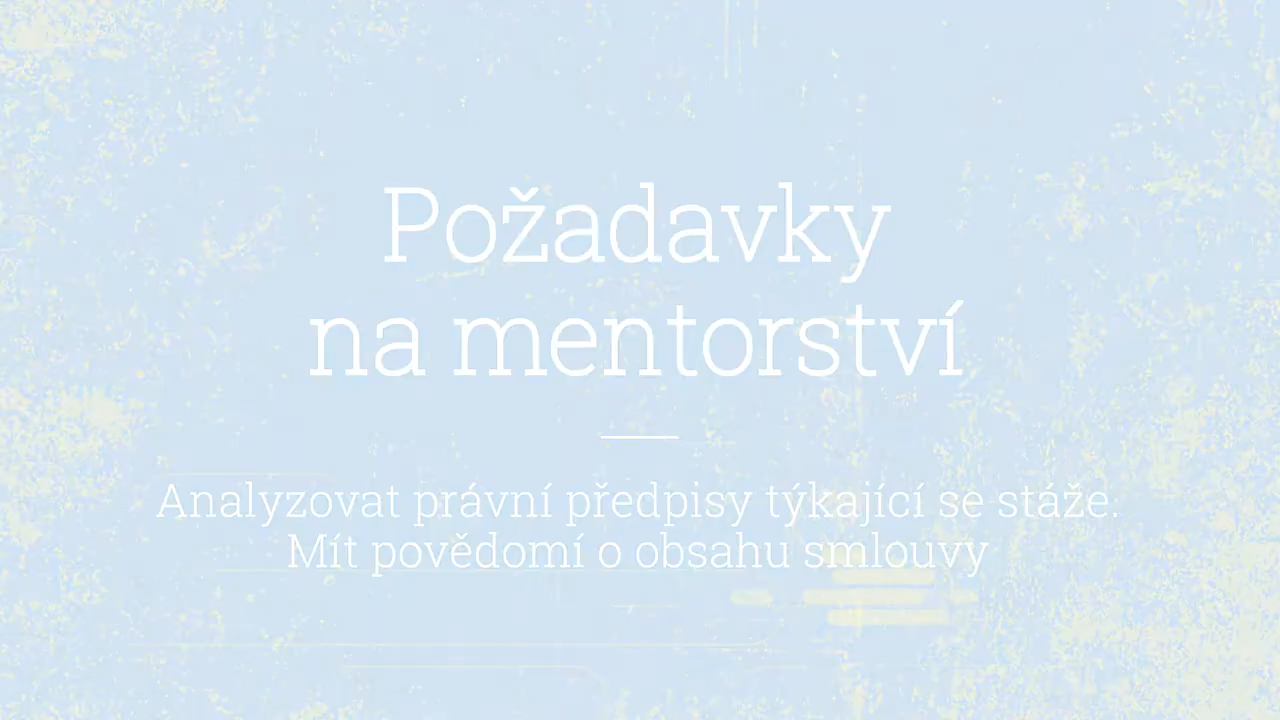 Požadavky
na mentorství
Analyzovat právní předpisy týkající se stáže.
Mít povědomí o obsahu smlouvy